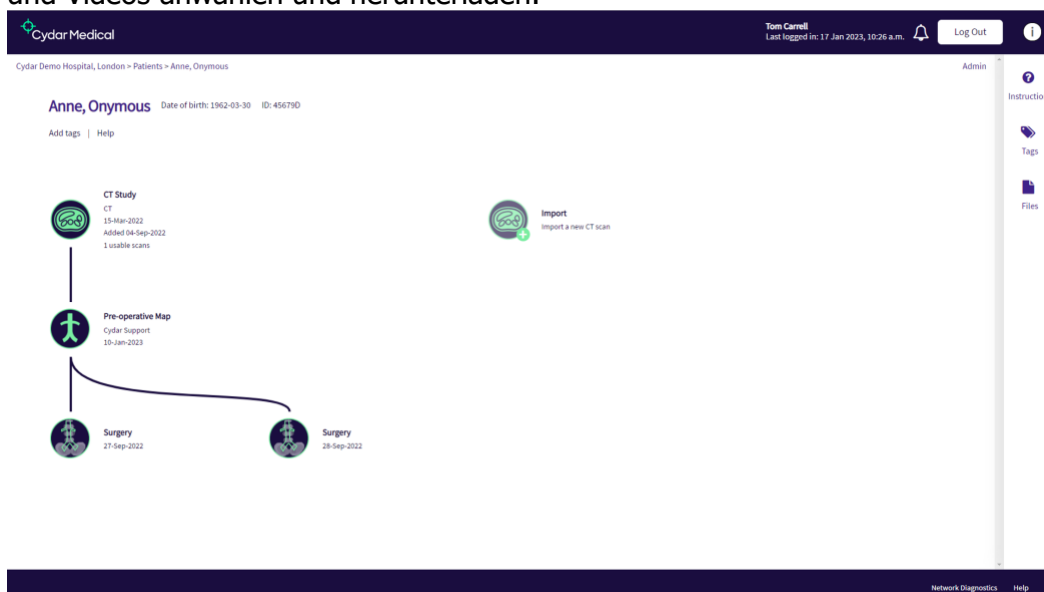 und Videos anwählen und herunterladen.
Cydar Medical
Tom Carrell
Last logged in: 17 Jan 2023, 10:26 a.m.
Log Out
i
Cydar Demo Hospital, London > Patients > Anne, Onymous
Admin
?
Instructio
Anne, Onymous Date of birth: 1962-03-30 ID: 45679D
Add tags | Help
Tags
Files
CT Study
CT
15-Mar-2022
Added 04-Sep-2022
1 usable scans
Import
Import a new CT scan
Pre-operative Map
Cydar Support
10-Jan-2023
Surgery
27-Sep-2022
Surgery
28-Sep-2022
Network Diagnostics Help